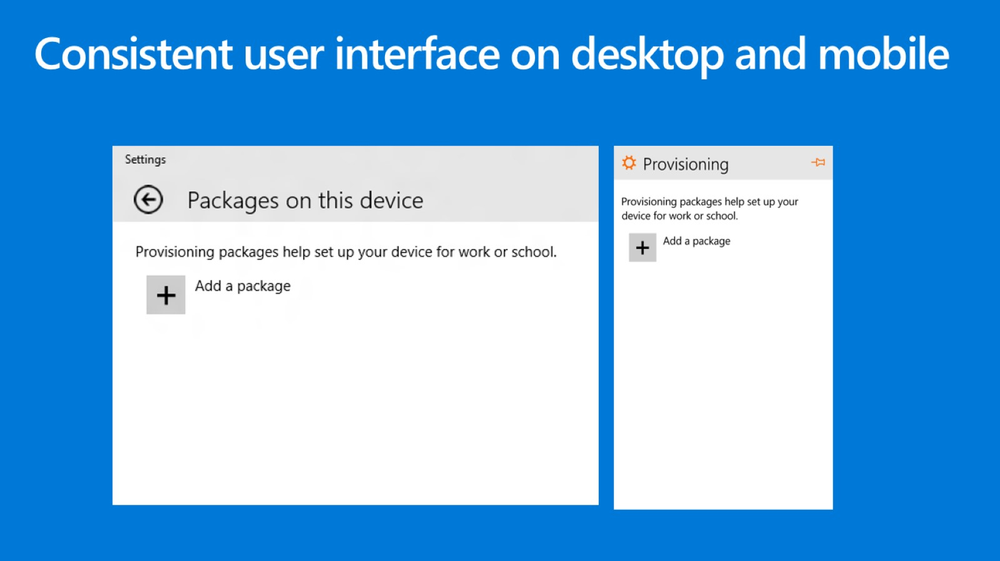 Consistent user interface on desktop and mobile
Settings
Packages on this device
Provisioning packages help set up your device for work or school.
Add a package
Provisioning
Provisioning packages help set up your
device for work or school.
Add a package